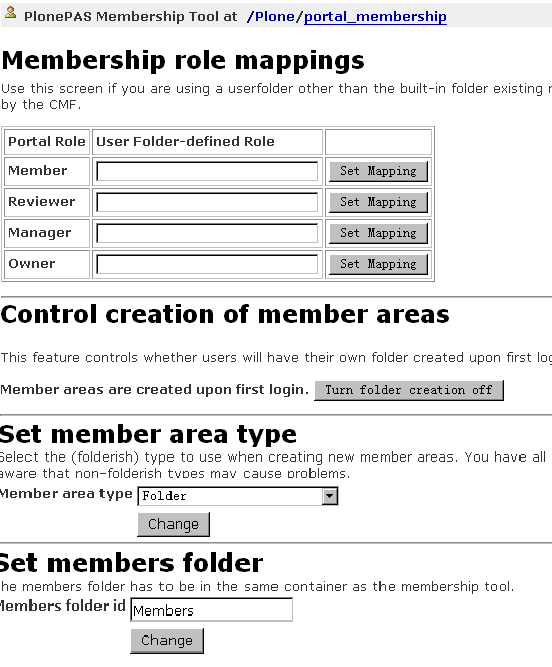 PlonePAS Membership Tool at /Plone/portal_membership
Membership role mappings
Use this screen if you are using a userfolder other than the built-in folder existing
by the CMF.
Portal Role User Folder-defined Role
Member Set Mapping
Reviewer Set Mapping
Manager Set Mapping
Owner Set Mapping
Control creation of member areas
This feature controls whether users will have their own folder created upon first
Member areas are created upon first login. Turn folder creation off
Set member area type
Select the (folderish) type to use when creating new member areas. You have all
aware that non-folderish types may cause problems.
Member area type Folder
Change
Set members folder
he members folder has to be in the same container as the membership tool.
Members folder id Members
Change